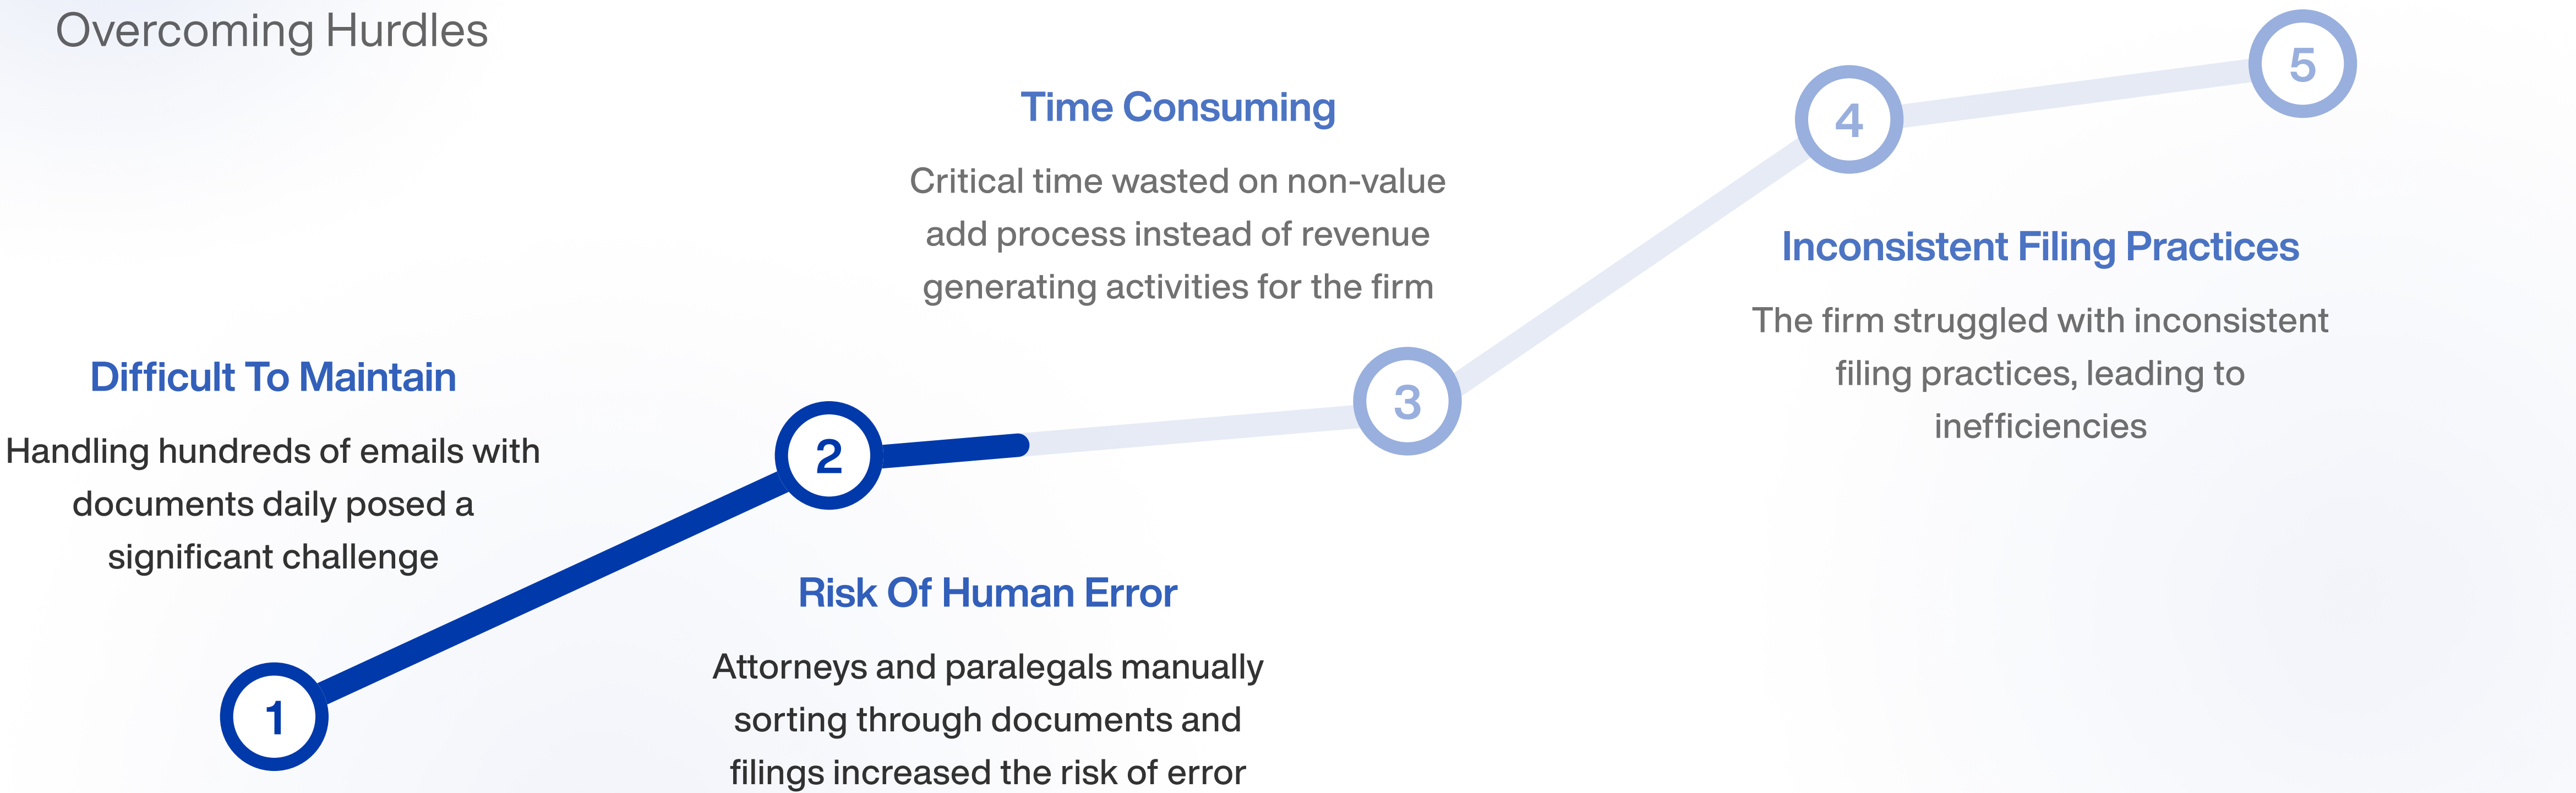 Overcoming Hurdles
Difficult To Maintain
Handling hundreds of emails with
documents daily posed a
significant challenge
1
2
Risk Of Human Error
Attorneys and paralegals manually
sorting through documents and
filings increased the risk of error
Time Consuming
Critical time wasted on non-value
add process instead of revenue
generating activities for the firm
3
4
Inconsistent Filing Practices
The firm struggled with inconsistent
filing practices, leading to
inefficiencies
5